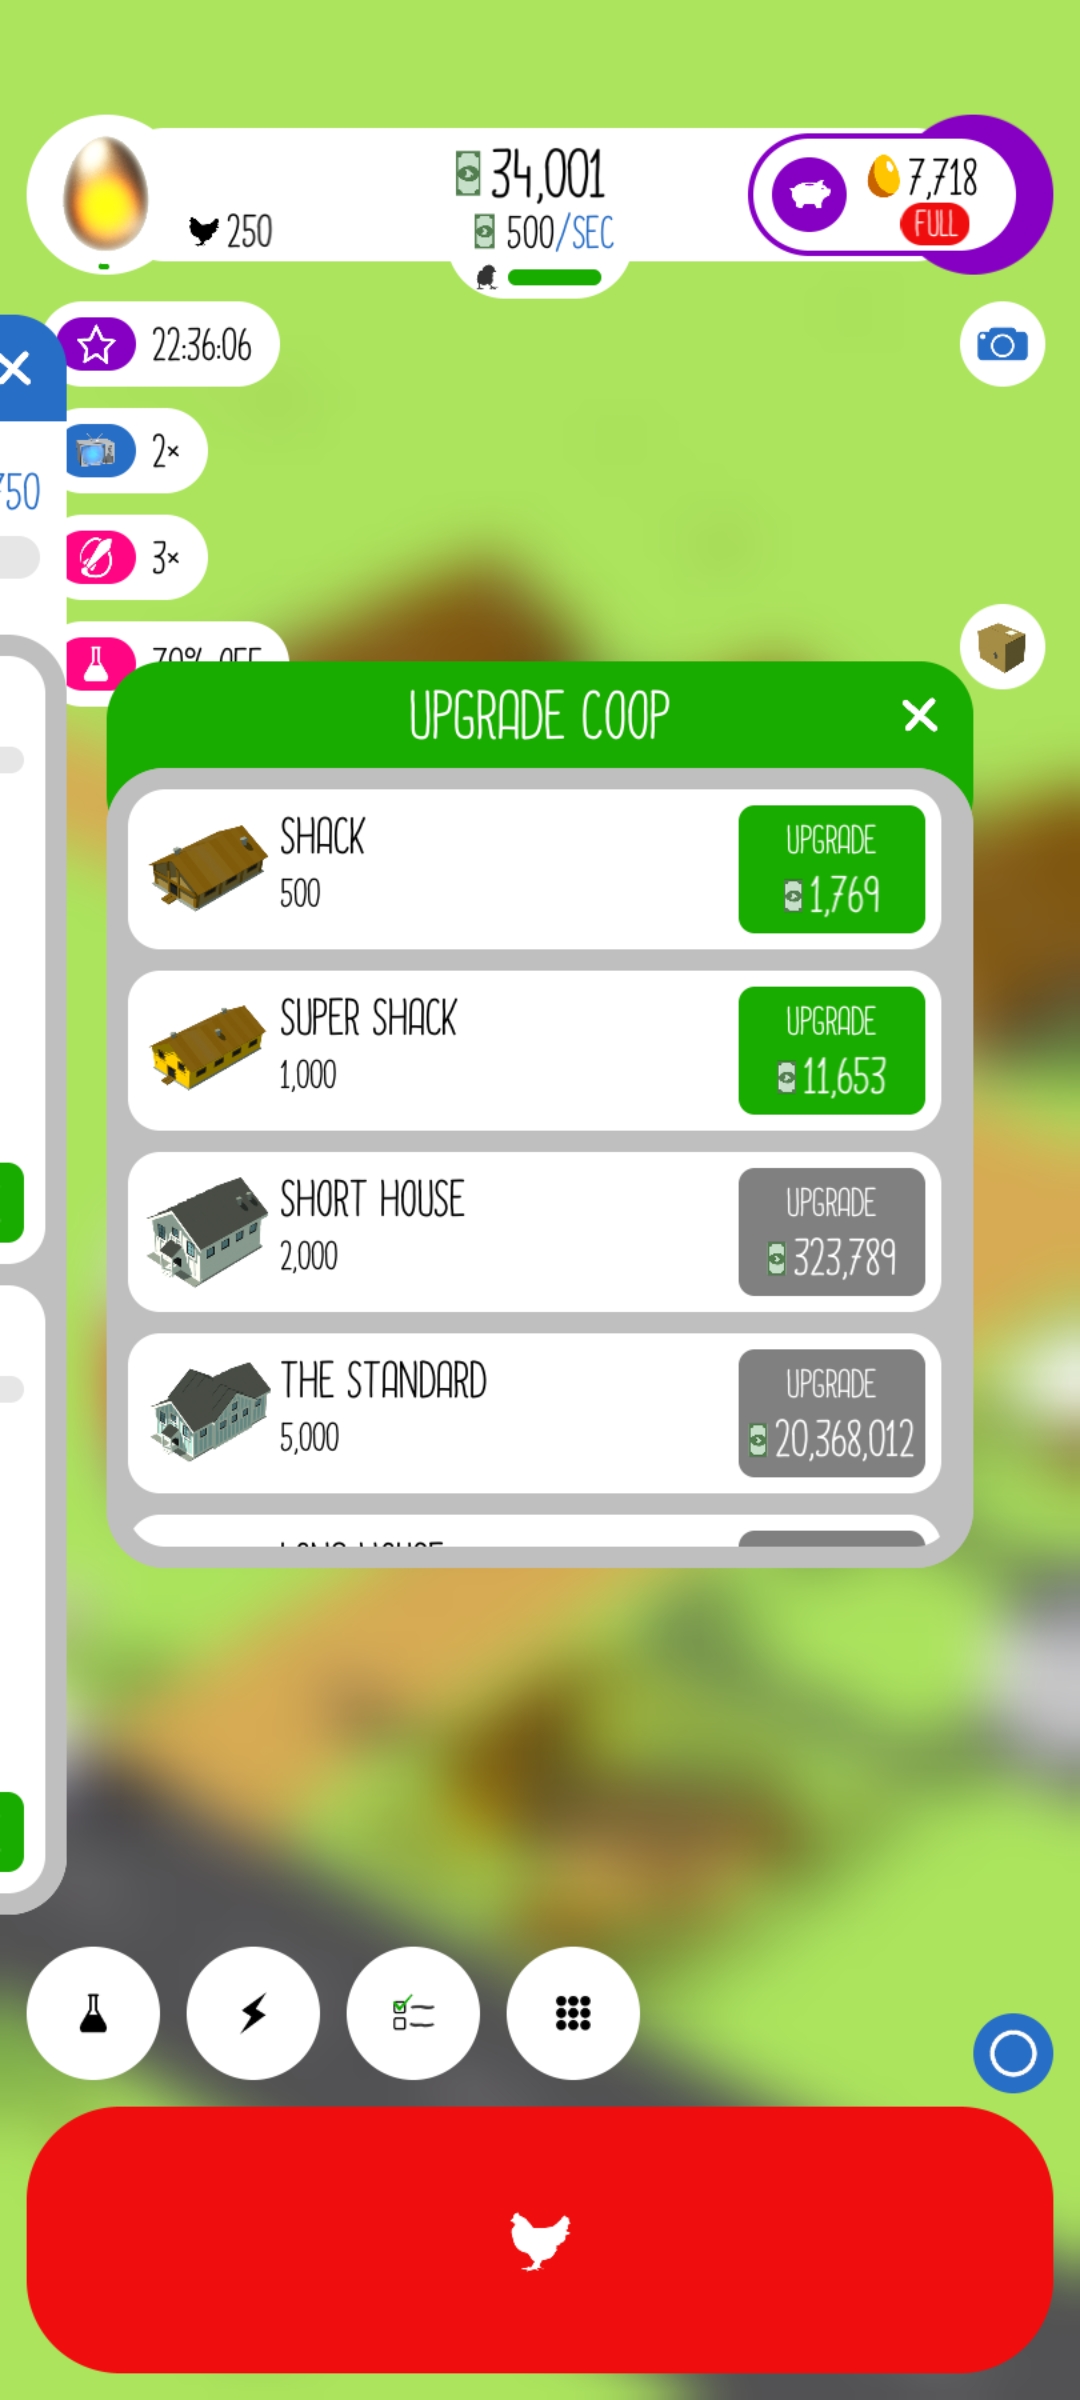 34,001
7,718
250
500/SEC
FULL
22:36:06
2×
750
3×
70% OFF
UPGRADE COOP
SHACK
500
UPGRADE
1,769
SUPER SHACK
1,000
UPGRADE
11,653
SHORT HOUSE
2,000
UPGRADE
323,789
THE STANDARD
5,000
UPGRADE
20,368,012